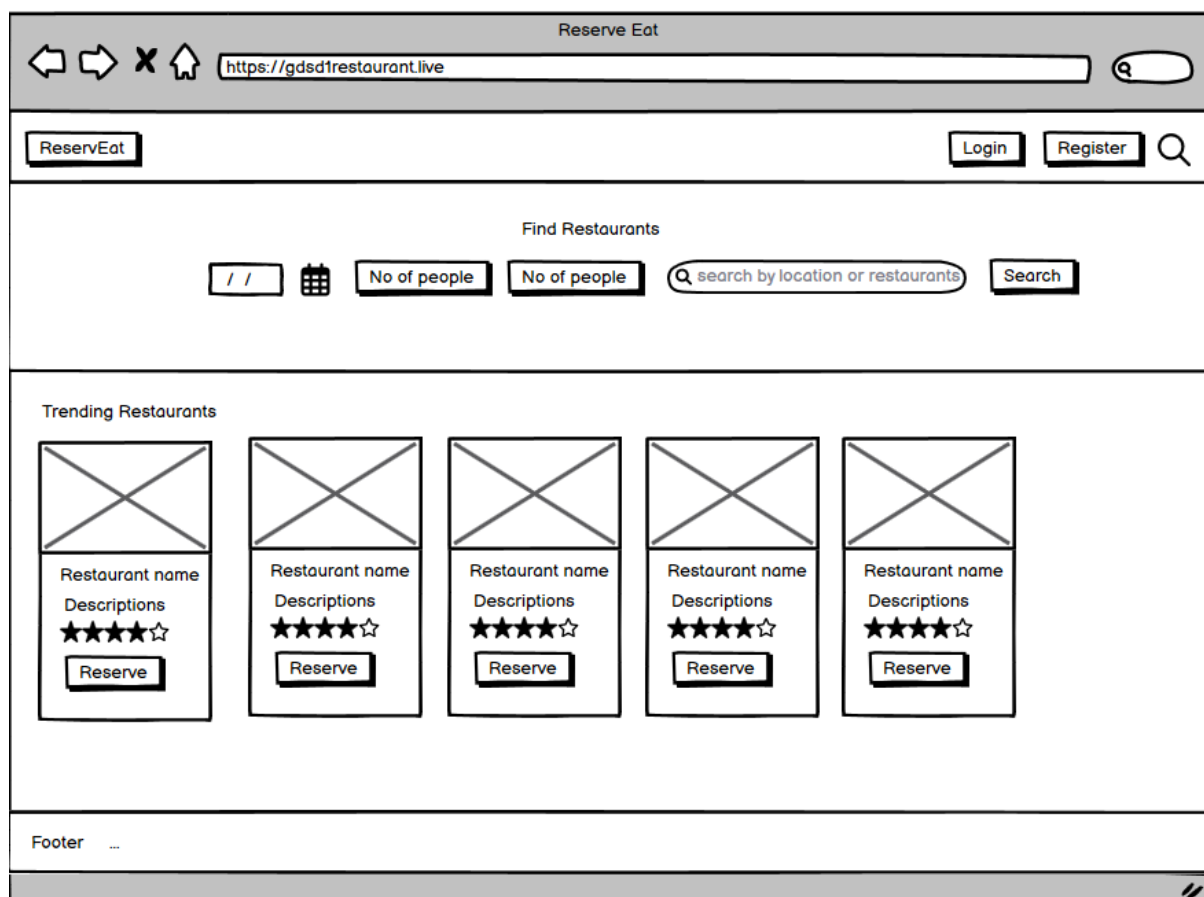 Reserve Eat
https://gdsd1restaurant.live
ReservEat Login Register
Find Restaurants
/ / No of people No of people search by location or restaurants Search
Trending Restaurants
Restaurant name Restaurant name Restaurant name Restaurant name Restaurant name
Descriptions Descriptions Descriptions Descriptions Descriptions
Reserve Reserve Reserve Reserve Reserve
Footer ...